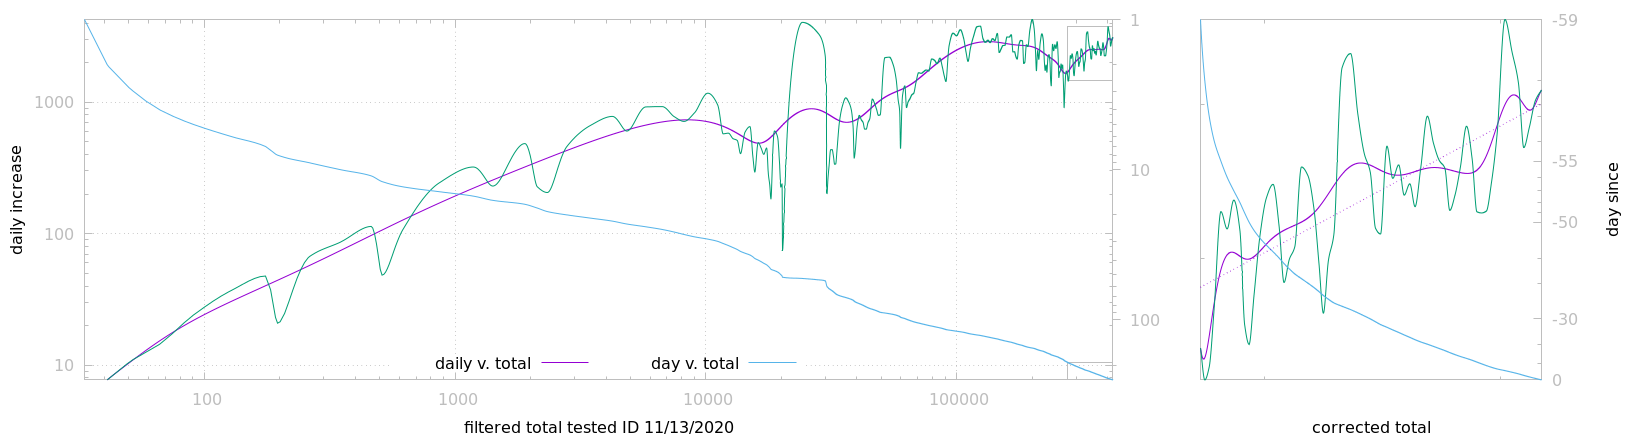 1000
100
10
daily increase
100
1000
10000
100000
filtered total tested ID 11/13/2020
daily v. total
day v. total
1
10
100
-59
-55
-50
-30
0
day since
corrected total